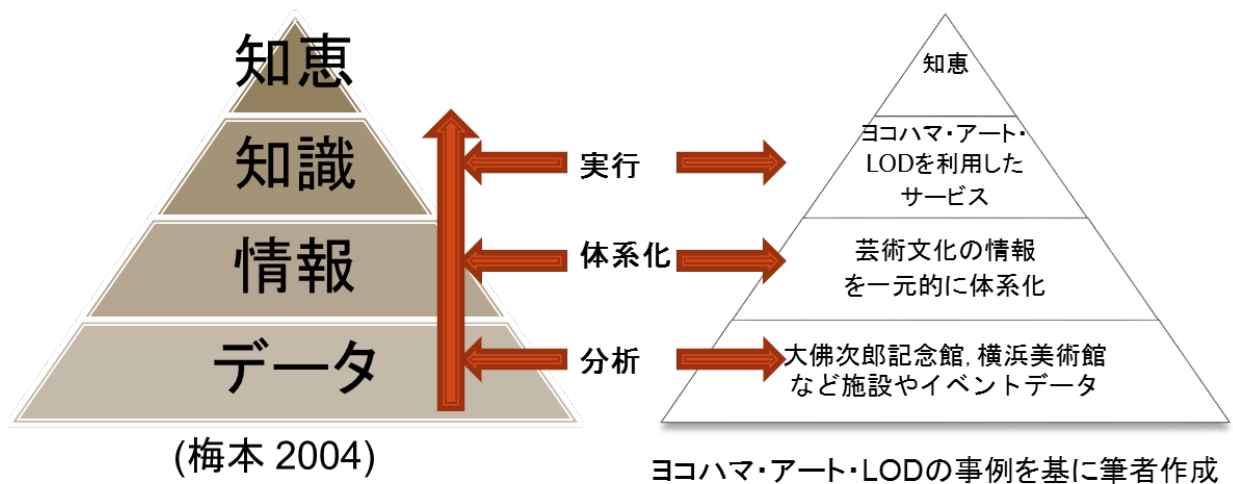 知恵
知識
情報
データ
(梅本 2004)
実行
体系化
分析
知恵
ヨコハマ・アート・
LODを利用した
サービス
芸術文化の情報
を一元的に体系化
大佛次郎記念館, 横浜美術館
など施設やイベントデータ
ヨコハマ・アート・LODの事例を基に筆者作成